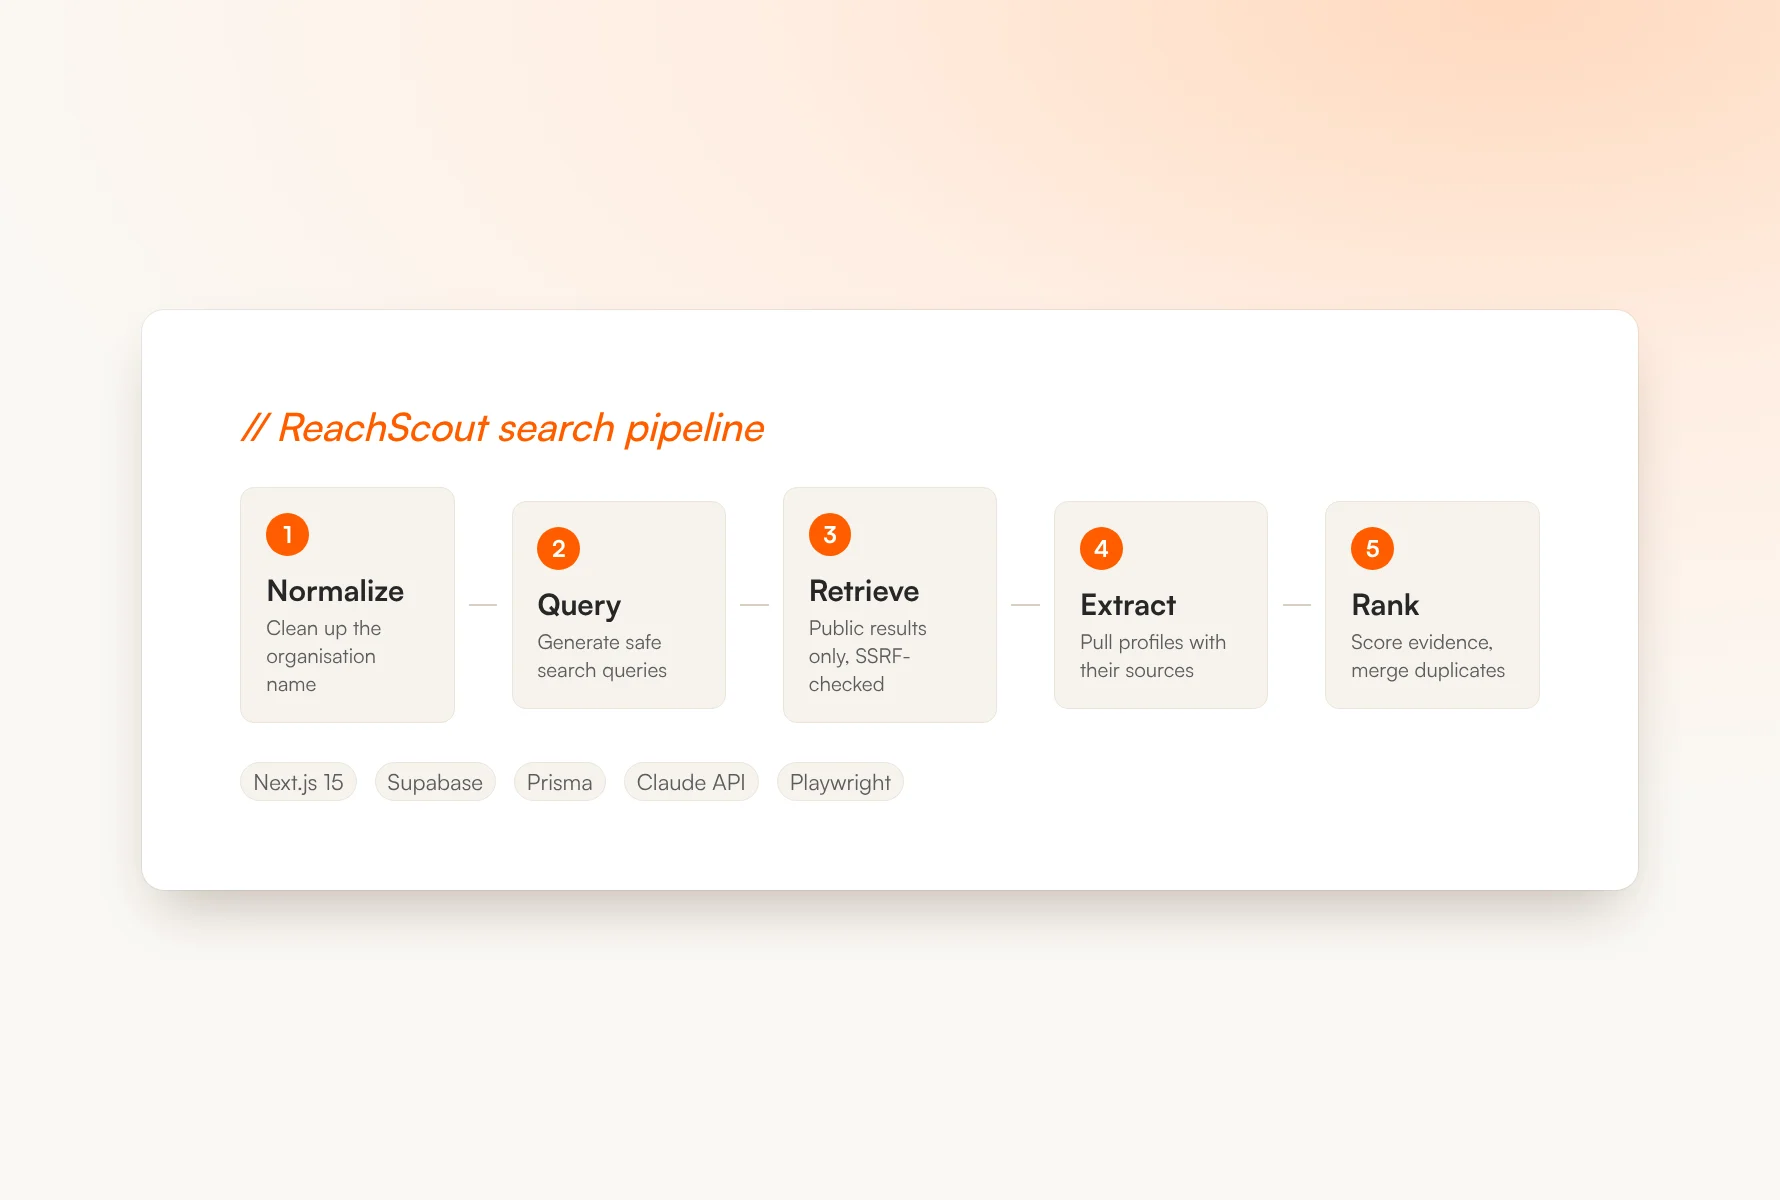 // ReachScout search pipeline
1
Normalize
Clean up the
organisation
name
2
Query
Generate safe
search queries
3
Retrieve
Public results
only, SSRF-
checked
4
Extract
Pull profiles with
their sources
5
Rank
Score evidence,
merge duplicates
Next.js 15
Supabase
Prisma
Claude API
Playwright